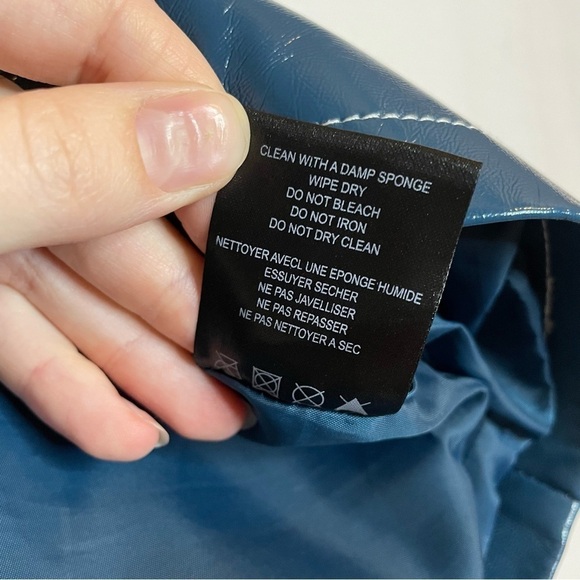 CLEAN WITH A DAMP SPONGE
WIPE DRY
DO NOT BLEACH
DO NOT IRON
DO NOT DRY CLEAN
NETTOYER AVECL UNE EPONGE HUMIDE
ESSUYER SECHER
NE PAS JAVELLISER
NE PAS REPASSER
NE PAS NETTOYER A SEC